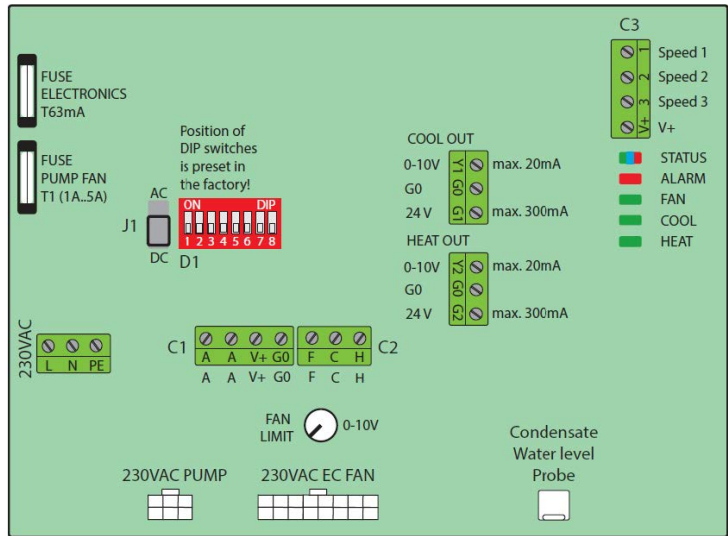 C3
1 Speed 1
2 Speed 2
3 Speed 3
V+ V+
STATUS
ALARM
FAN
COOL
HEAT
FUSE
ELECTRONICS
T63mA
FUSE
PUMP FAN
T1 (1A..5A)
Position of
DIP switches
is preset in
the factory!
AC
J1
DC
ON DIP
1 2 3 4 5 6 7 8
D1
COOL OUT
0-10V Y1 max. 20mA
G0 G0
24 V G1 max. 300mA
HEAT OUT
0-10V Y2 max. 20mA
G0 G0
24 V G2 max. 300mA
230VAC
L N PE
C1 A A V+ G0 F C H C2
A A V+ G0 F C H
FAN
LIMIT
0-10V
230VAC PUMP
230VAC EC FAN
Condensate
Water level
Probe